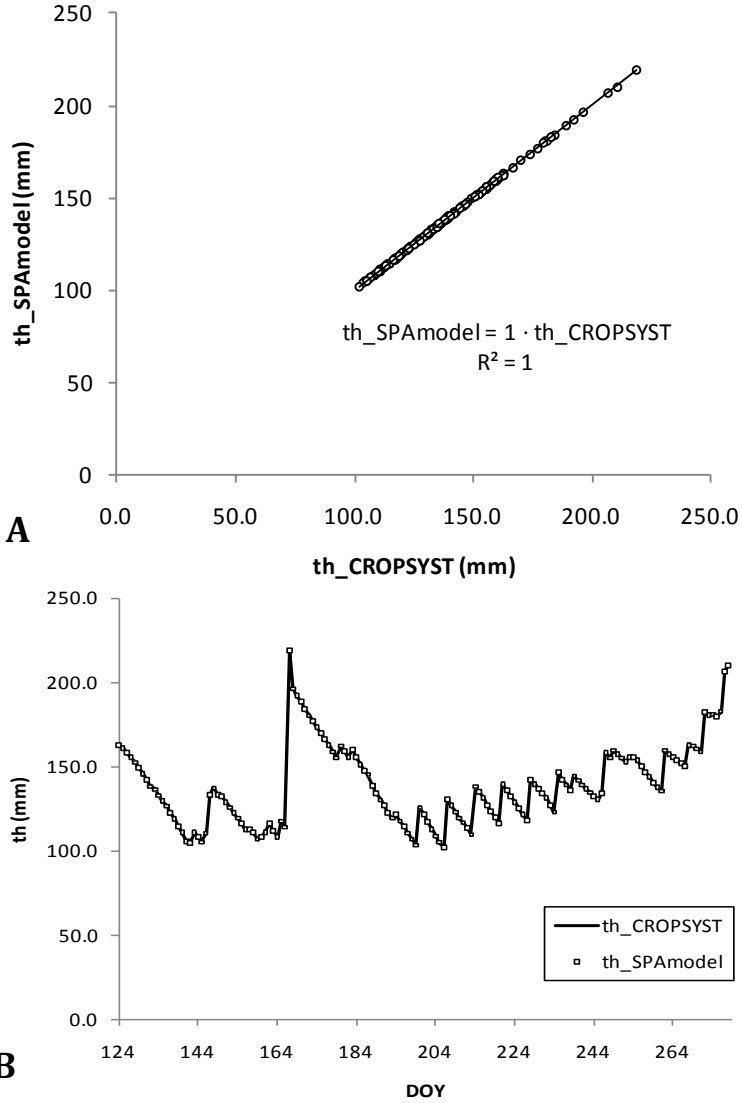 250
200
150
100
50
0
th_SPAmodel (mm)
th_SPAmodel = 1 · th_CROPSYST
R² = 1
0.0 50.0 100.0 150.0 200.0 250.0
A
th_CROPSYST (mm)
250.0
200.0
150.0
100.0
50.0
0.0
th (mm)
th_CROPSYST
th_SPAmodel
124 144 164 184 204 224 244 264
B
DOY